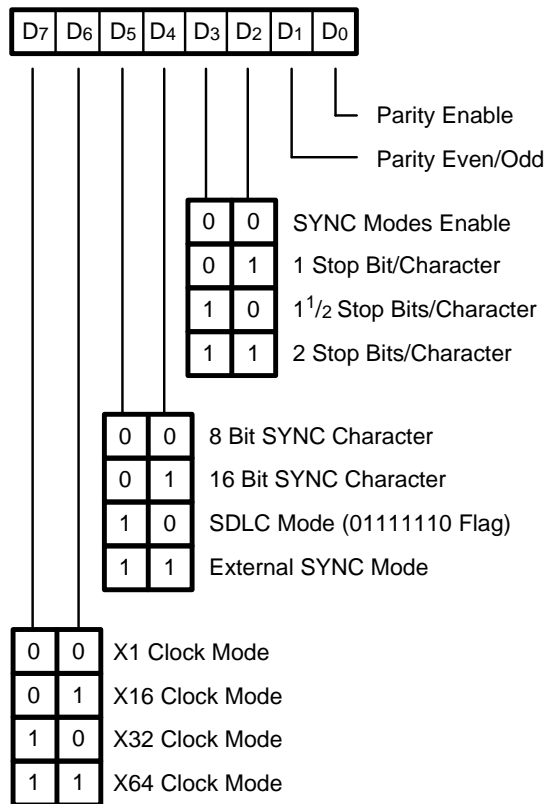 D7 D6 D5 D4 D3 D2 D1 D0
Parity Enable
Parity Even/Odd
0 0 SYNC Modes Enable
0 1 1 Stop Bit/Character
1 0 1 1/2 Stop Bits/Character
1 1 2 Stop Bits/Character
0 0 8 Bit SYNC Character
0 1 16 Bit SYNC Character
1 0 SDLC Mode (01111110 Flag)
1 1 External SYNC Mode
0 0 X1 Clock Mode
0 1 X16 Clock Mode
1 0 X32 Clock Mode
1 1 X64 Clock Mode